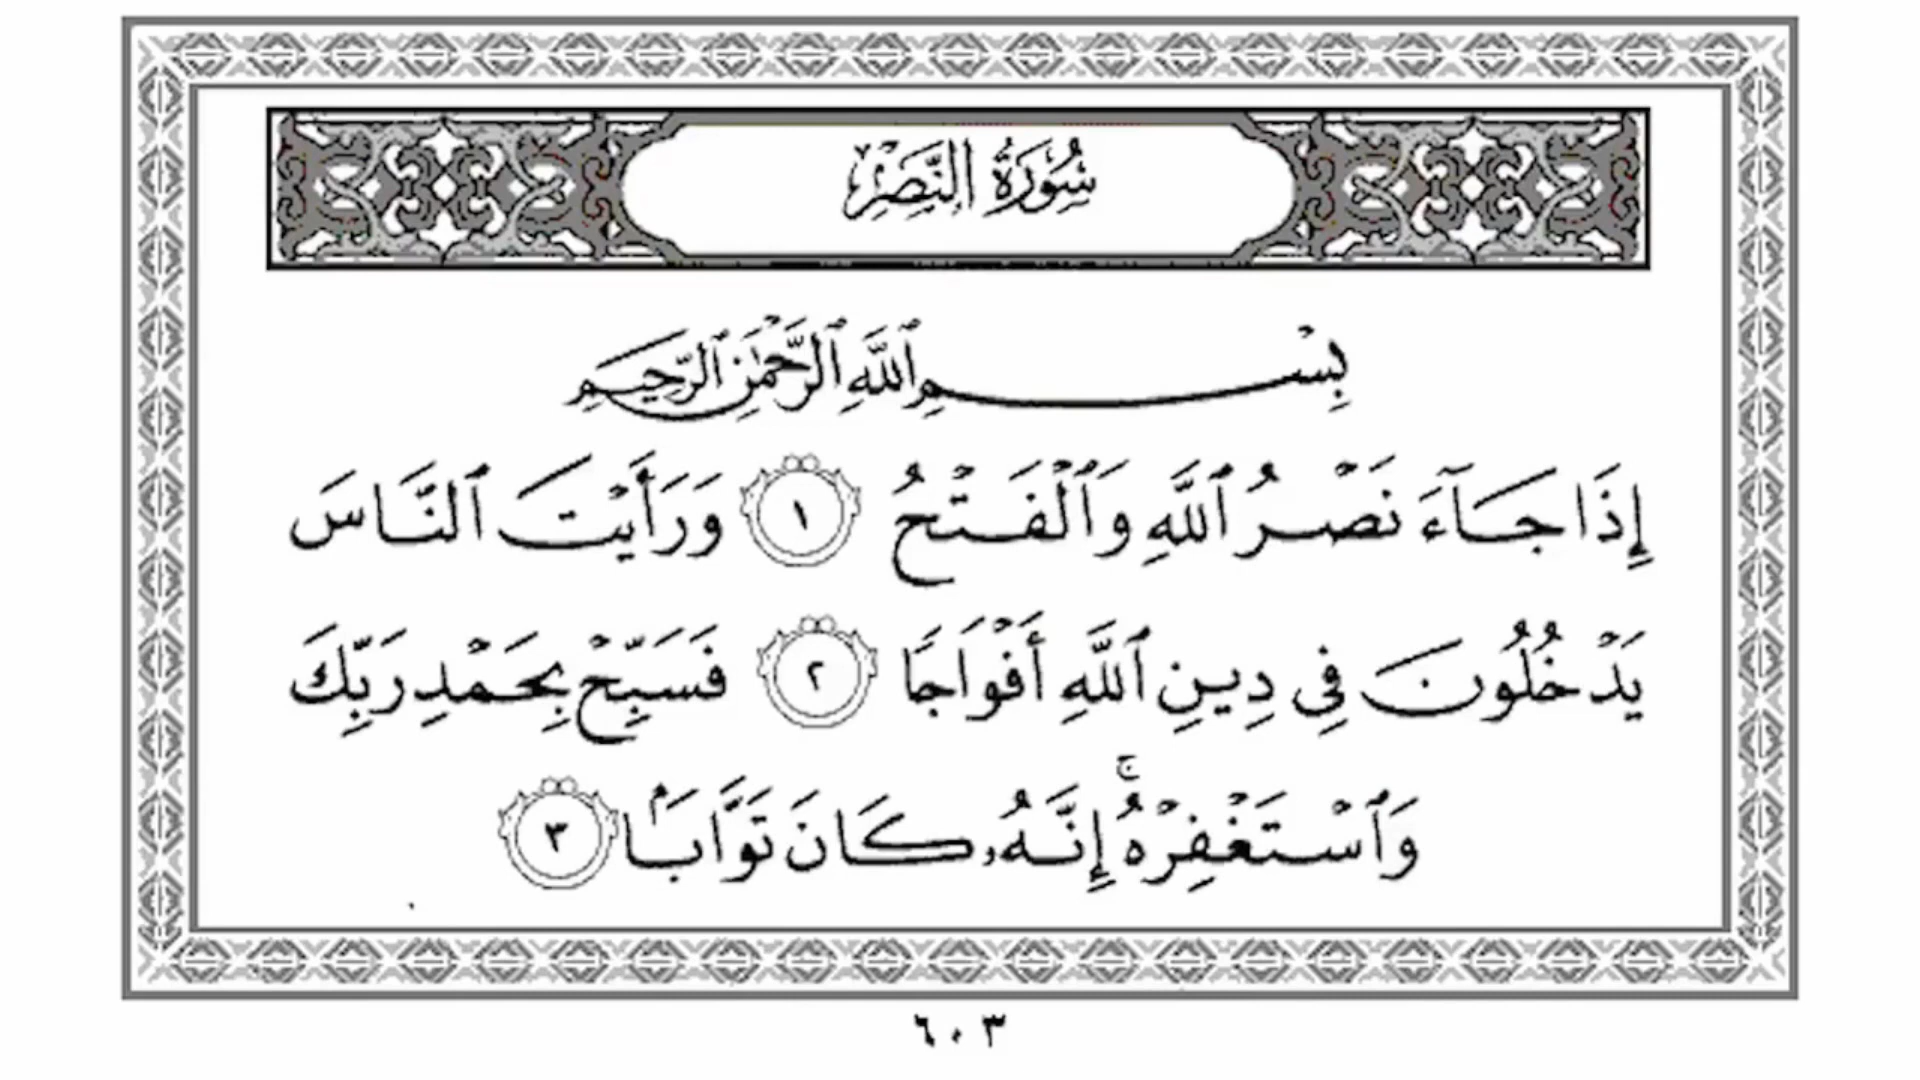 سُورَةُ النَّصْرِ
بِسْمِ ٱللَّهِ ٱلرَّحْمَٰنِ ٱلرَّحِيمِ
إِذَا جَآءَ نَصْرُ ٱللَّهِ وَٱلْفَتْحُ ١ وَرَأَيْتَ ٱلنَّاسَ
يَدْخُلُونَ فِى دِينِ ٱللَّهِ أَفْوَاجًا ٢ فَسَبِّحْ بِحَمْدِ رَبِّكَ
وَٱسْتَغْفِرْهُ ۚ إِنَّهُۥ كَانَ تَوَّابَۢا ٣
٦٠٣